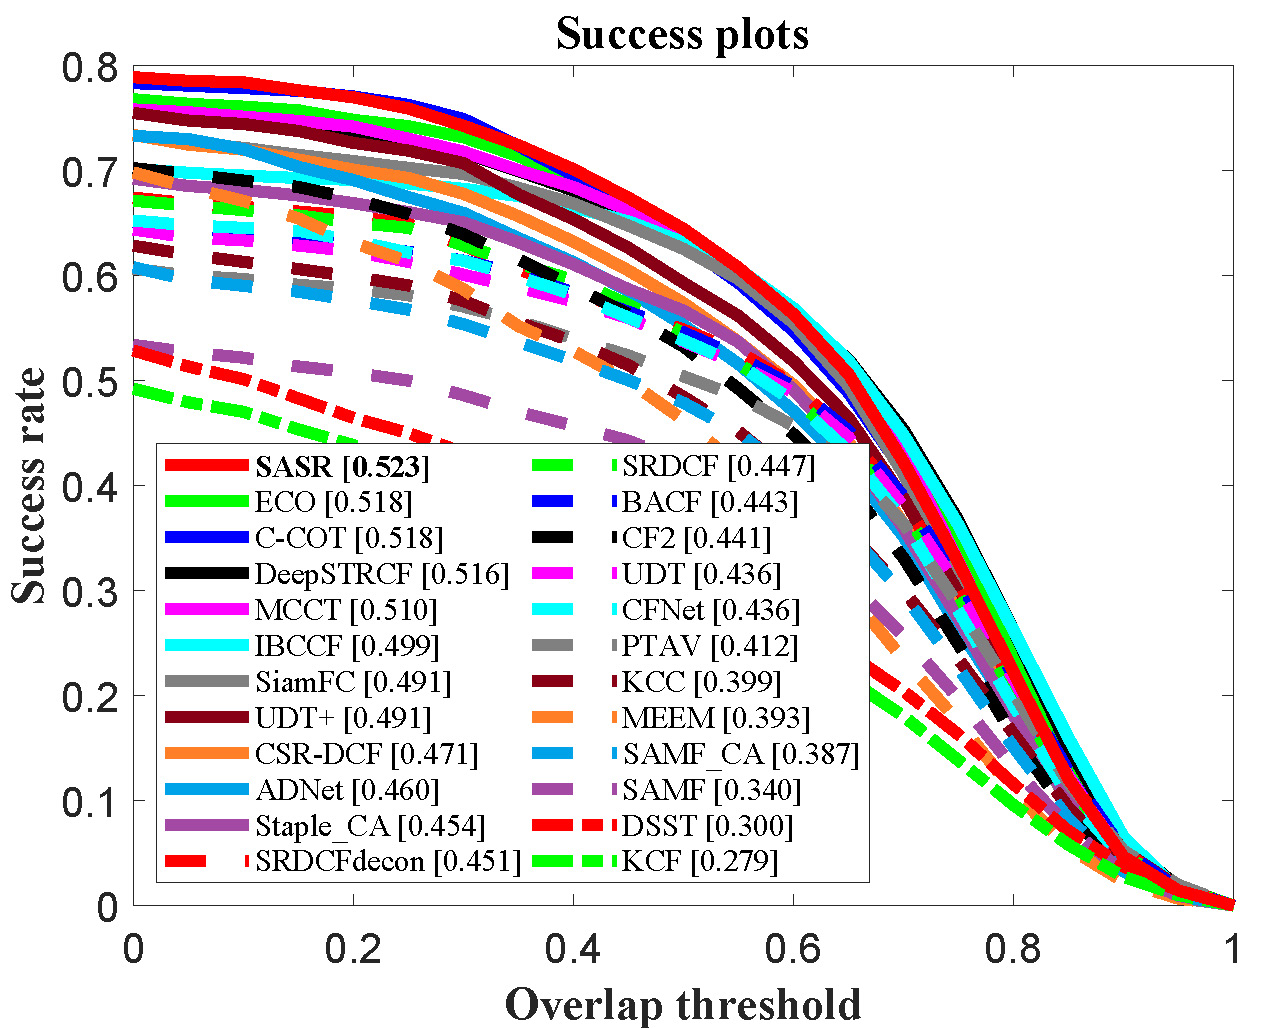 Success plots
Success rate
0.8
0.7
0.6
0.5
0.4
0.3
0.2
0.1
0
SASR [0.523]
ECO [0.518]
C-COT [0.518]
DeepSTRCF [0.516]
MCCT [0.510]
IBCCF [0.499]
SiamFC [0.491]
UDT+ [0.491]
CSR-DCF [0.471]
ADNet [0.460]
Staple_CA [0.454]
SRDCFdecon [0.451]
SRDCF [0.447]
BACF [0.443]
CF2 [0.441]
UDT [0.436]
CFNet [0.436]
PTAV [0.412]
KCC [0.399]
MEEM [0.393]
SAMF_CA [0.387]
SAMF [0.340]
DSST [0.300]
KCF [0.279]
0 0.2 0.4 0.6 0.8 1
Overlap threshold